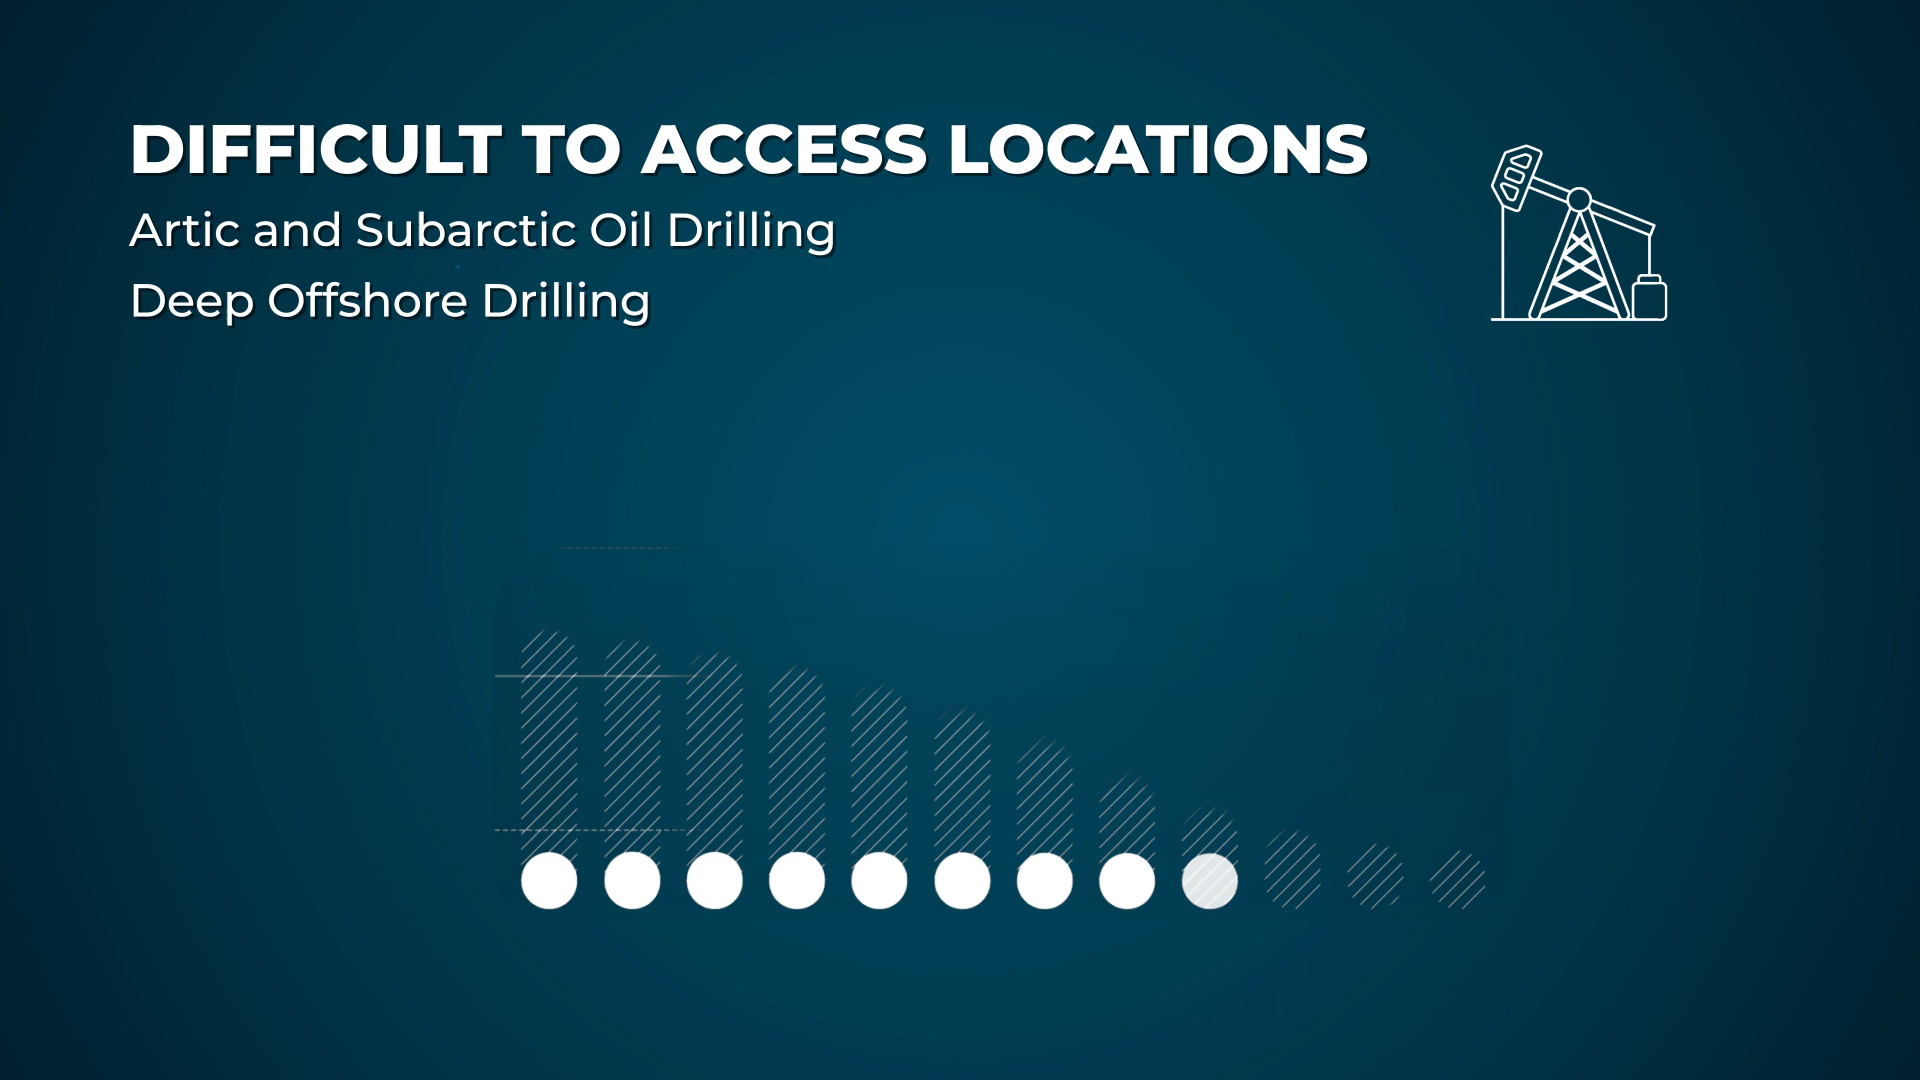 DIFFICULT TO ACCESS LOCATIONS
Artic and Subarctic Oil Drilling
Deep Offshore Drilling